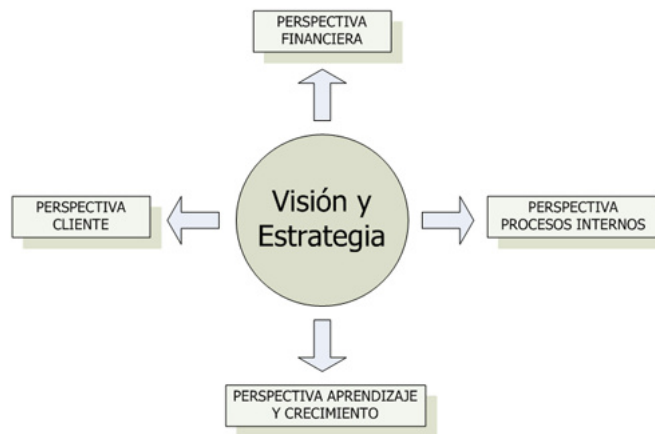 PERSPECTIVA
FINANCIERA
PERSPECTIVA
CLIENTE
Visión y
Estrategia
PERSPECTIVA
PROCESOS INTERNOS
PERSPECTIVA APRENDIZAJE
Y CRECIMIENTO